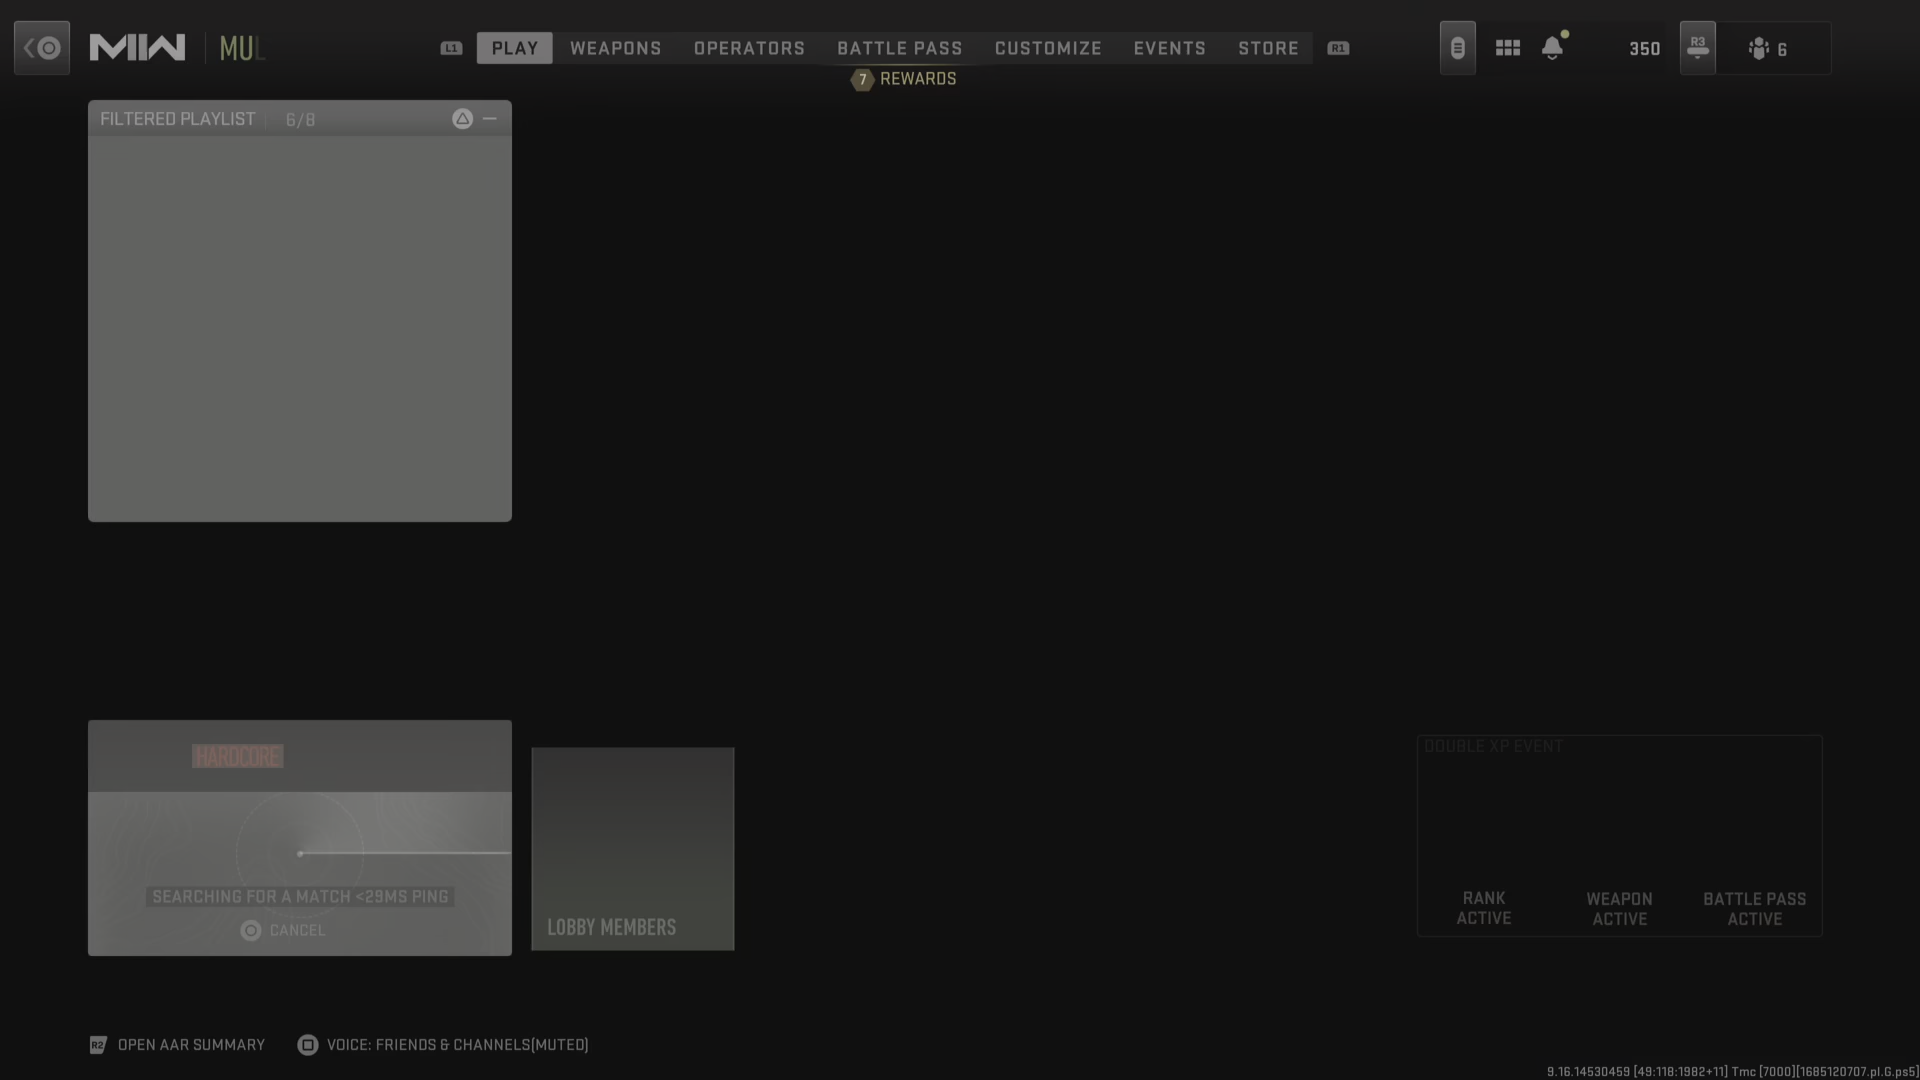 MW MUL
L1 PLAY WEAPONS OPERATORS BATTLE PASS CUSTOMIZE EVENTS STORE R1
350 R3 6
7 REWARDS
FILTERED PLAYLIST 6/8
HARDCORE
SEARCHING FOR A MATCH <29MS PING
CANCEL
LOBBY MEMBERS
DOUBLE XP EVENT
RANK ACTIVE
WEAPON ACTIVE
BATTLE PASS ACTIVE
R2 OPEN AAR SUMMARY VOICE: FRIENDS & CHANNELS(MUTED)
9.16.14530459 [49:118:1982+11] Tmc [7000][1685120707.pl.G.ps5]